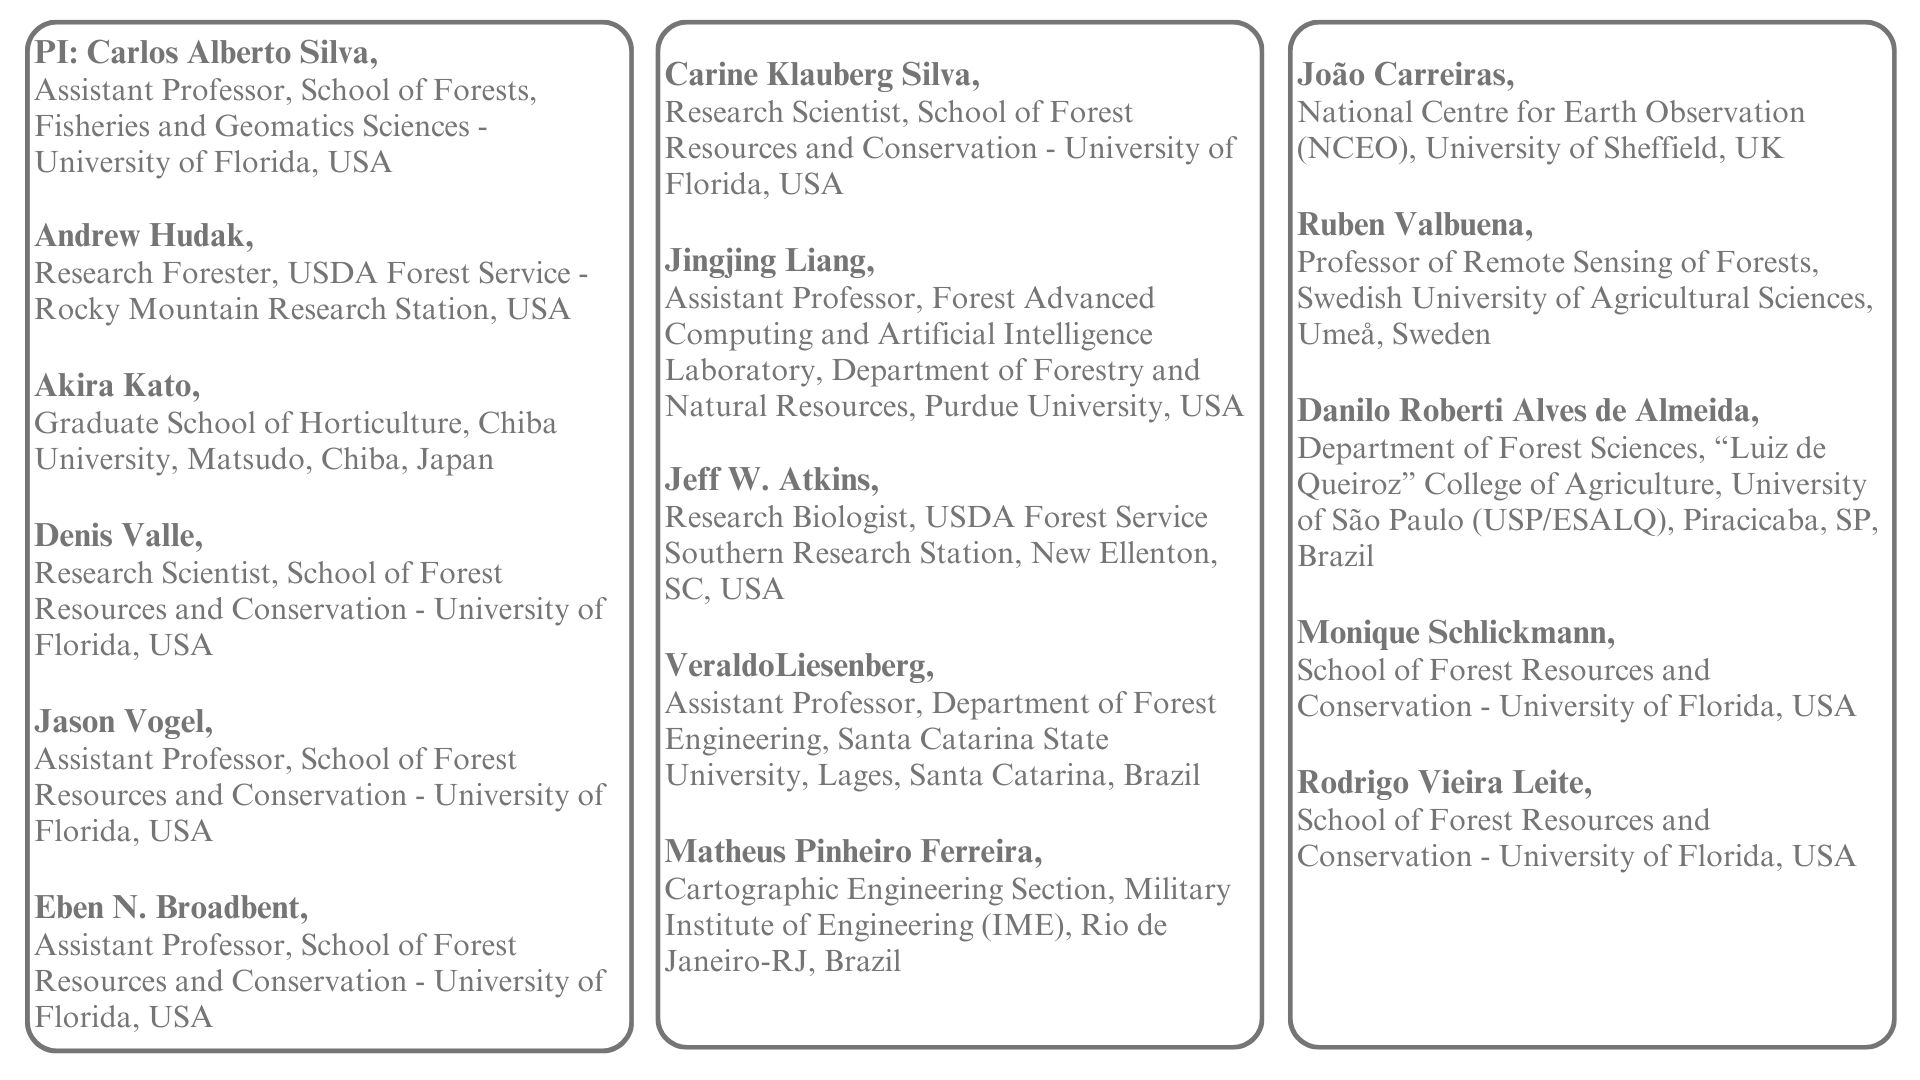 PI: Carlos Alberto Silva,
Assistant Professor, School of Forests,
Fisheries and Geomatics Sciences -
University of Florida, USA
Andrew Hudak,
Research Forester, USDA Forest Service -
Rocky Mountain Research Station, USA
Akira Kato,
Graduate School of Horticulture, Chiba
University, Matsudo, Chiba, Japan
Denis Valle,
Research Scientist, School of Forest
Resources and Conservation - University of
Florida, USA
Jason Vogel,
Assistant Professor, School of Forest
Resources and Conservation - University of
Florida, USA
Eben N. Broadbent,
Assistant Professor, School of Forest
Resources and Conservation - University of
Florida, USA
Carine Klauberg Silva,
Research Scientist, School of Forest
Resources and Conservation - University of
Florida, USA
Jingjing Liang,
Assistant Professor, Forest Advanced
Computing and Artificial Intelligence
Laboratory, Department of Forestry and
Natural Resources, Purdue University, USA
Jeff W. Atkins,
Research Biologist, USDA Forest Service
Southern Research Station, New Ellenton,
SC, USA
VeraldoLiesenberg,
Assistant Professor, Department of Forest
Engineering, Santa Catarina State
University, Lages, Santa Catarina, Brazil
Matheus Pinheiro Ferreira,
Cartographic Engineering Section, Military
Institute of Engineering (IME), Rio de
Janeiro-RJ, Brazil
João Carreiras,
National Centre for Earth Observation
(NCEO), University of Sheffield, UK
Ruben Valbuena,
Professor of Remote Sensing of Forests,
Swedish University of Agricultural Sciences,
Umeå, Sweden
Danilo Roberti Alves de Almeida,
Department of Forest Sciences, “Luiz de
Queiroz” College of Agriculture, University
of São Paulo (USP/ESALQ), Piracicaba, SP,
Brazil
Monique Schlickmann,
School of Forest Resources and
Conservation - University of Florida, USA
Rodrigo Vieira Leite,
School of Forest Resources and
Conservation - University of Florida, USA